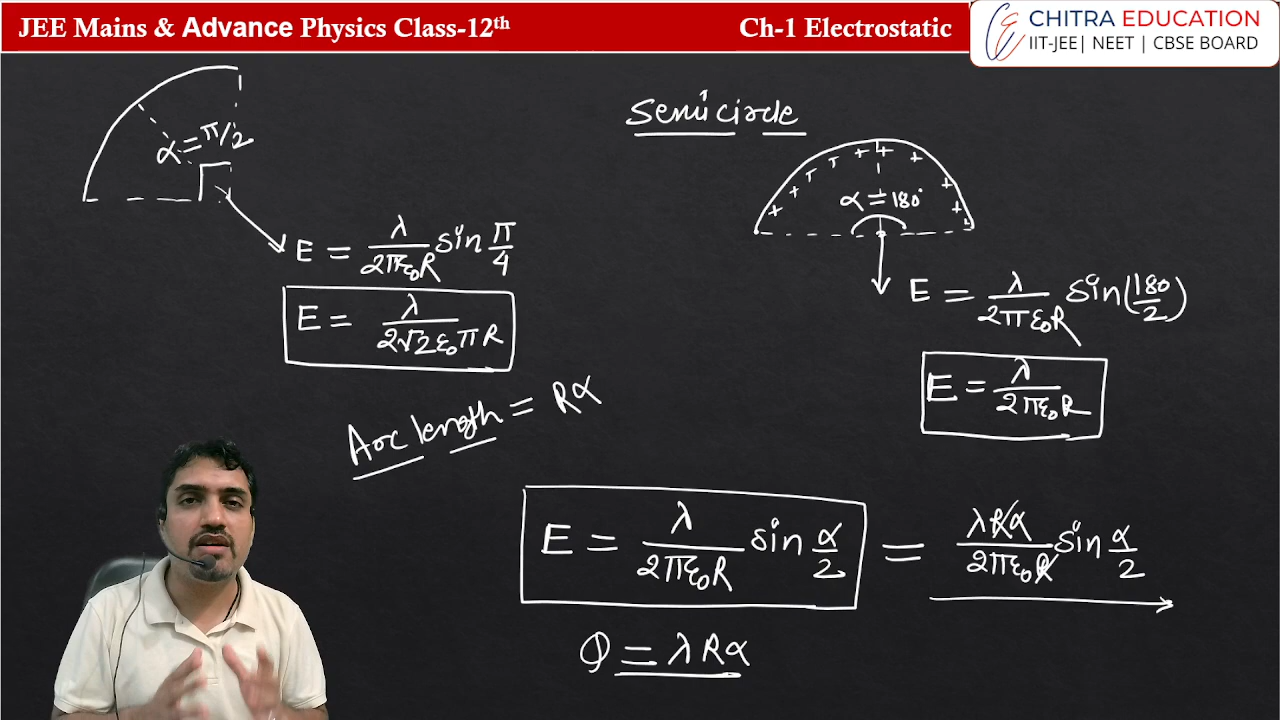 JEE Mains & Advance Physics Class-12th
Ch-1 Electrostatic
CHITRA EDUCATION
IIT-JEE| NEET | CBSE BOARD
α = π/2
E = λ/2πε₀R sin π/4
E = λ/2√2ε₀πR
Arc length = Rα
Semicircle
α = 180°
E = λ/2πε₀R sin(180/2)
E = λ/2πε₀R
E = λ/2πε₀R sin α/2 = λRα/2πε₀R sin α/2
Q = λRα